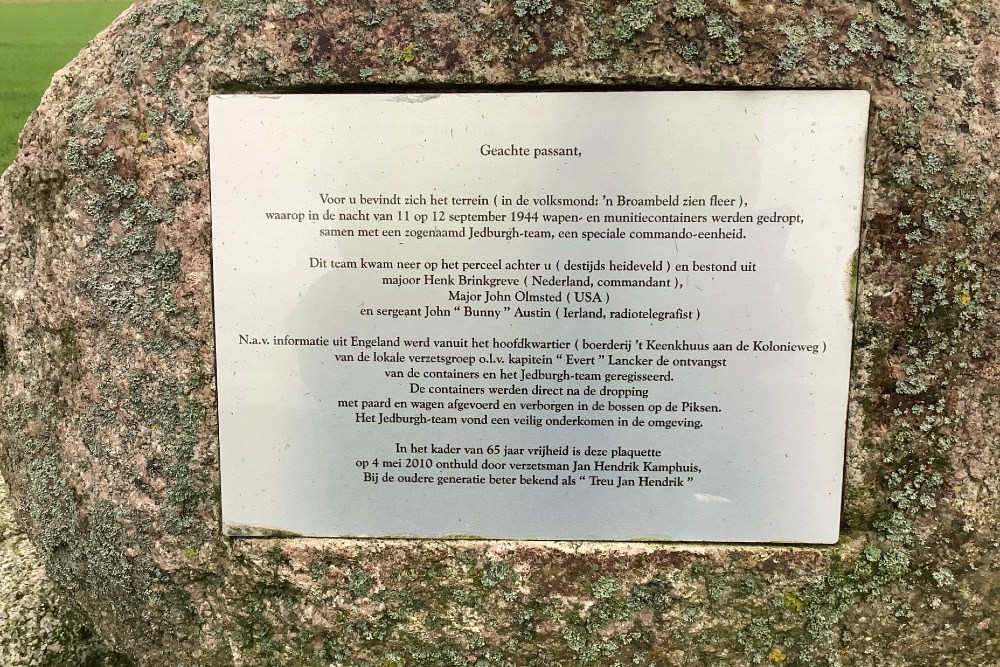 Geachte passant,
Voor u bevindt zich het terrein ( in de volksmond: 'n Broambeld zien fleer ),
waarop in de nacht van 11 op 12 september 1944 wapen- en munitiecontainers werden gedropt,
samen met een zogenaamd Jedburgh-team, een speciale commando-eenheid.
Dit team kwam neer op het perceel achter u ( destijds heideveld ) en bestond uit
majoor Henk Brinkgreve ( Nederland, commandant ),
Major John Olmsted ( USA )
en sergeant John “ Bunny ” Austin ( Ierland, radiotelegrafist )
N.a.v. informatie uit Engeland werd vanuit het hoofdkwartier ( boerderij 't Keenkhuus aan de Kolonieweg )
van de lokale verzetsgroep o.l.v. kapitein “ Evert ” Lancker de ontvangst
van de containers en het Jedburgh-team geregisseerd.
De containers werden direct na de dropping
met paard en wagen afgevoerd en verborgen in de bossen op de Piksen.
Het Jedburgh-team vond een veilig onderkomen in de omgeving.
In het kader van 65 jaar vrijheid is deze plaquette
op 4 mei 2010 onthuld door verzetsman Jan Hendrik Kamphuis,
Bij de oudere generatie beter bekend als “ Treu Jan Hendrik ”